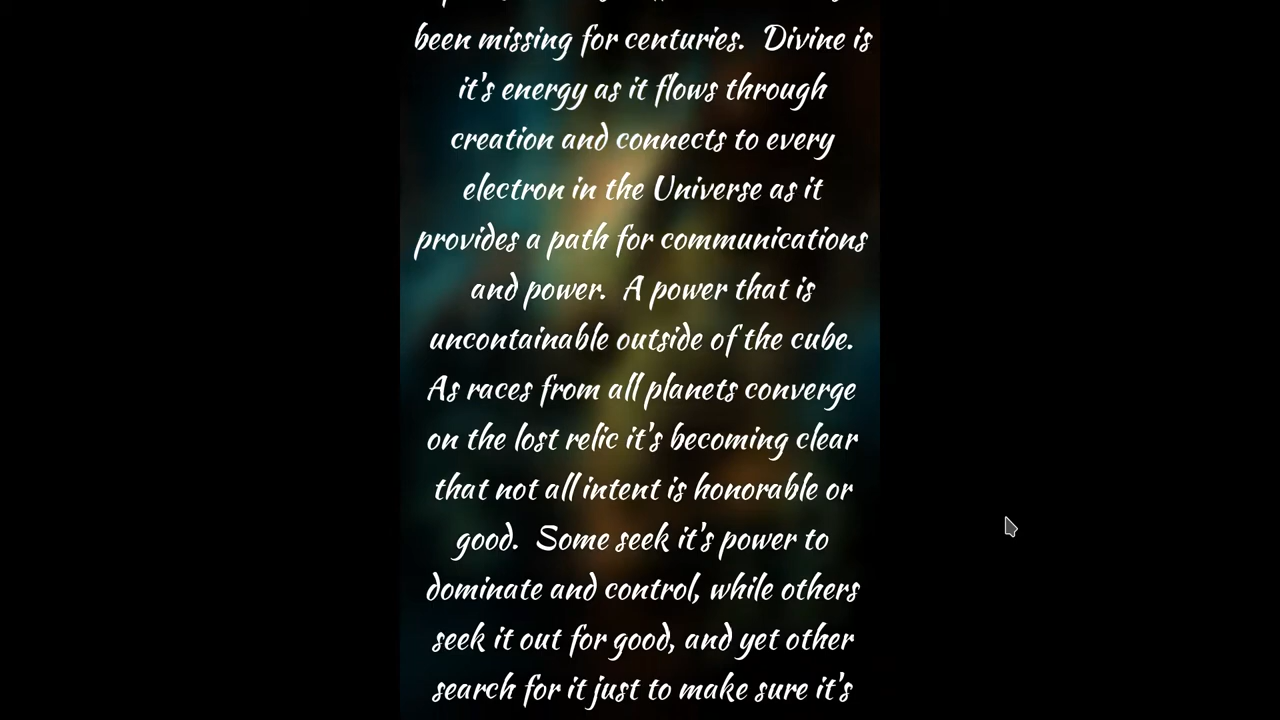 been missing for centuries.  Divine is
it's energy as it flows through
creation and connects to every
electron in the Universe as it
provides a path for communications
and power.  A power that is
uncontainable outside of the cube.
As races from all planets converge
on the lost relic it's becoming clear
that not all intent is honorable or
good.  Some seek it's power to
dominate and control, while others
seek it out for good, and yet other
search for it just to make sure it's